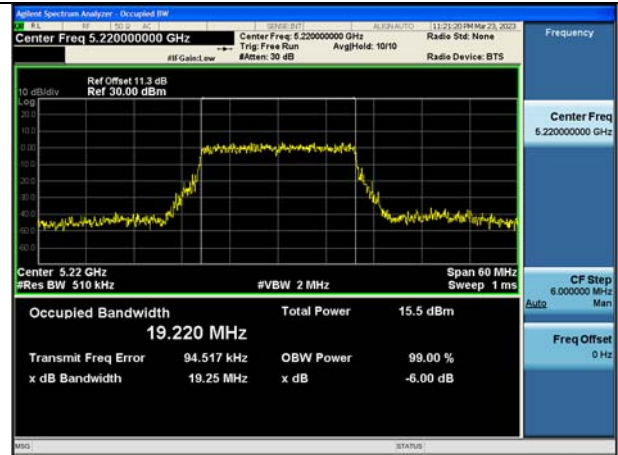 Agilent Spectrum Analyzer - Occupied BW
RL RF 50 Ω AC SENSE:INT ALIGNAUTO 11:21:20 PM Mar 23, 2023
Center Freq 5.220000000 GHz
Center Freq: 5.220000000 GHz
Radio Std: None
Trig: Free Run Avg|Hold: 10/10
#IFGain:Low #Atten: 30 dB Radio Device: BTS
Ref Offset 11.3 dB
10 dB/div Ref 30.00 dBm
Log
20.0
10.0
0.00
-10.0
-20.0
-30.0
-40.0
-50.0
-60.0
Center 5.22 GHz Span 60 MHz
#Res BW 510 kHz #VBW 2 MHz Sweep 1 ms
Occupied Bandwidth Total Power 15.5 dBm
19.220 MHz
Transmit Freq Error 94.517 kHz OBW Power 99.00 %
x dB Bandwidth 19.25 MHz x dB -6.00 dB
MSG STATUS
Frequency
Center Freq
5.220000000 GHz
CF Step
6.000000 MHz
Auto Man
Freq Offset
0 Hz